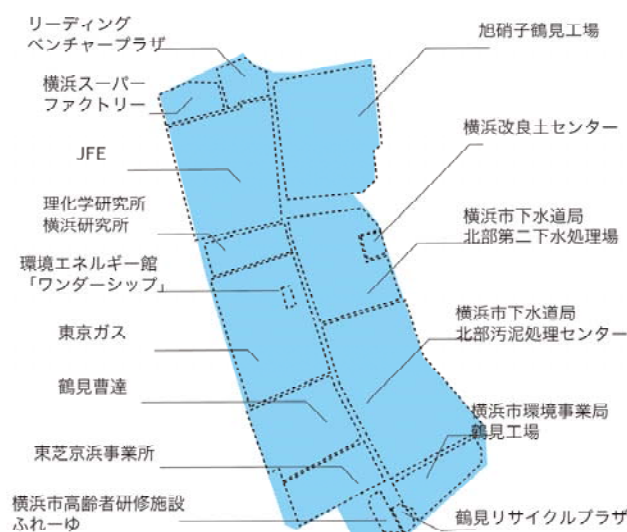 リーディング
ベンチャープラザ
横浜スーパー
ファクトリー
JFE
理化学研究所
横浜研究所
環境エネルギー館
「ワンダーシップ」
東京ガス
鶴見曹達
東芝京浜事業所
横浜市高齢者研修施設
ふれーゆ
旭硝子鶴見工場
横浜改良土センター
横浜市下水道局
北部第二下水処理場
横浜市下水道局
北部汚泥処理センター
横浜市環境事業局
鶴見工場
鶴見リサイクルプラザ